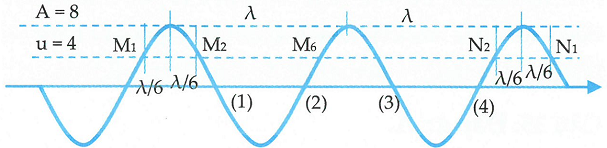 A = 8 λ λ
u = 4 M1 M2 M6 N2 N1
λ/6 λ/6 λ/6 λ/6
(1) (2) (3) (4)